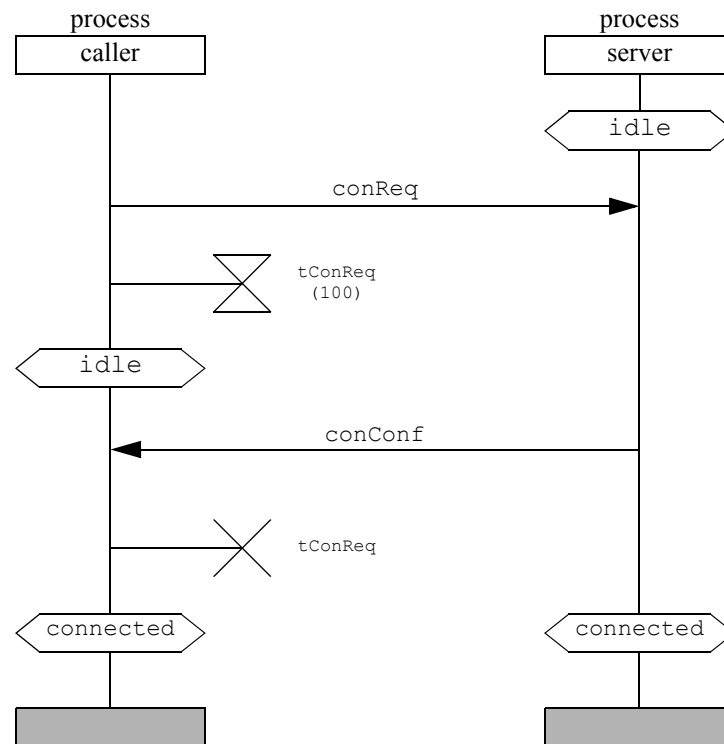 process
process
caller
server
idle
conReq
tConReq
(100)
idle
conConf
tConReq
connected
connected